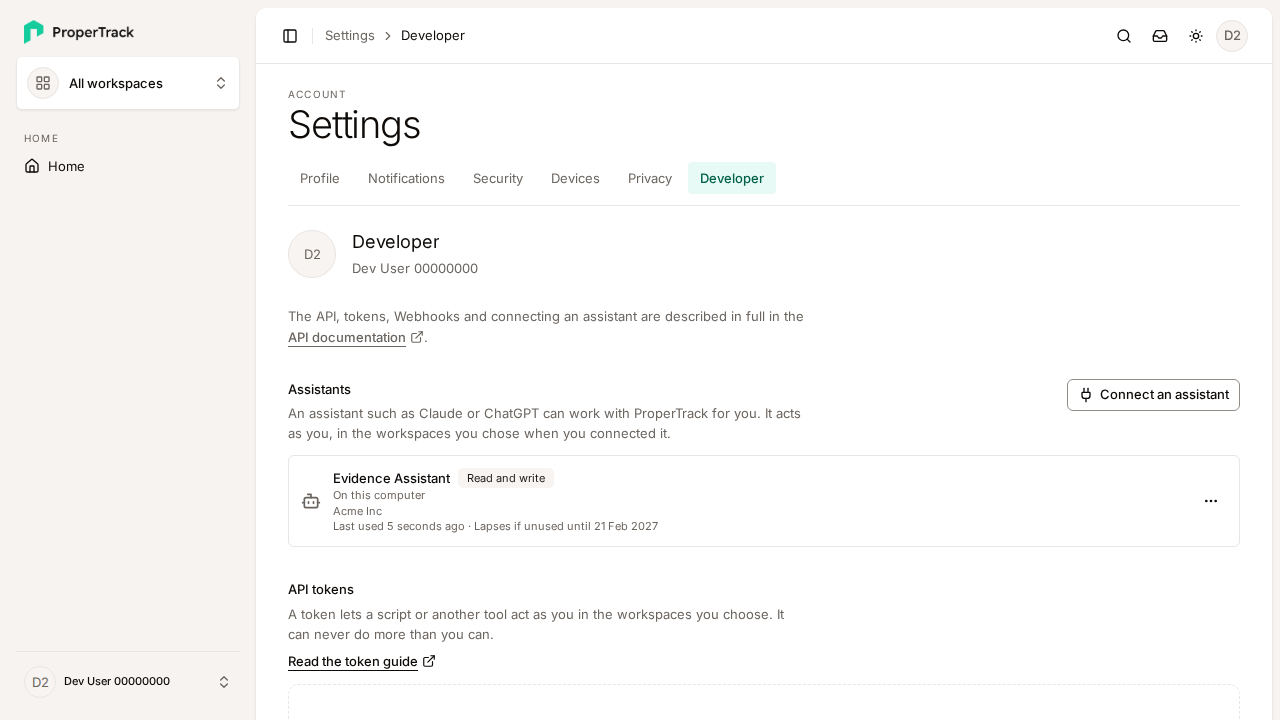 ProperTrack
All workspaces
HOME
Home
Dev User 00000000
D2
Settings
Developer
D2
ACCOUNT
Settings
Profile
Notifications
Security
Devices
Privacy
Developer
D2
Developer
Dev User 00000000
The API, tokens, Webhooks and connecting an assistant are described in full in the
API documentation.
Assistants
Connect an assistant
An assistant such as Claude or ChatGPT can work with ProperTrack for you. It acts
as you, in the workspaces you chose when you connected it.
Evidence Assistant
Read and write
On this computer
Acme Inc
Last used 5 seconds ago · Lapses if unused until 21 Feb 2027
API tokens
A token lets a script or another tool act as you in the workspaces you choose. It
can never do more than you can.
Read the token guide